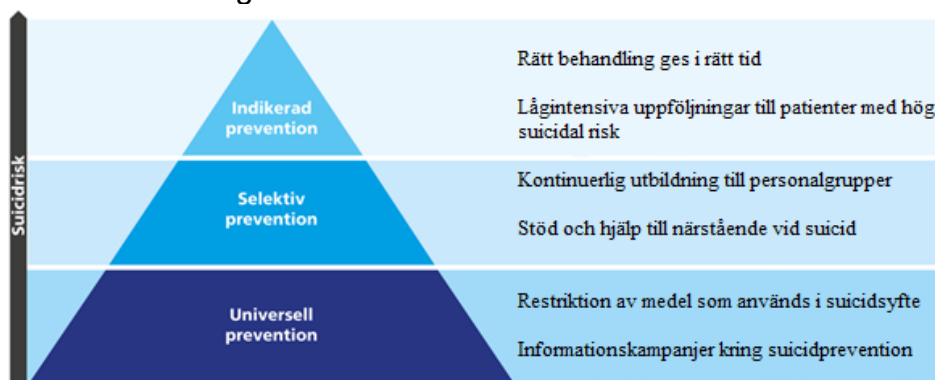 Suicidrisk
Indikerad
prevention
Rätt behandling ges i rätt tid
Lågintensiva uppföljningar till patienter med hög
suicidal risk
Selektiv
prevention
Kontinuerlig utbildning till personalgrupper
Stöd och hjälp till närstående vid suicid
Universell
prevention
Restriktion av medel som används i suicidsyfte
Informationskampanjer kring suicidprevention